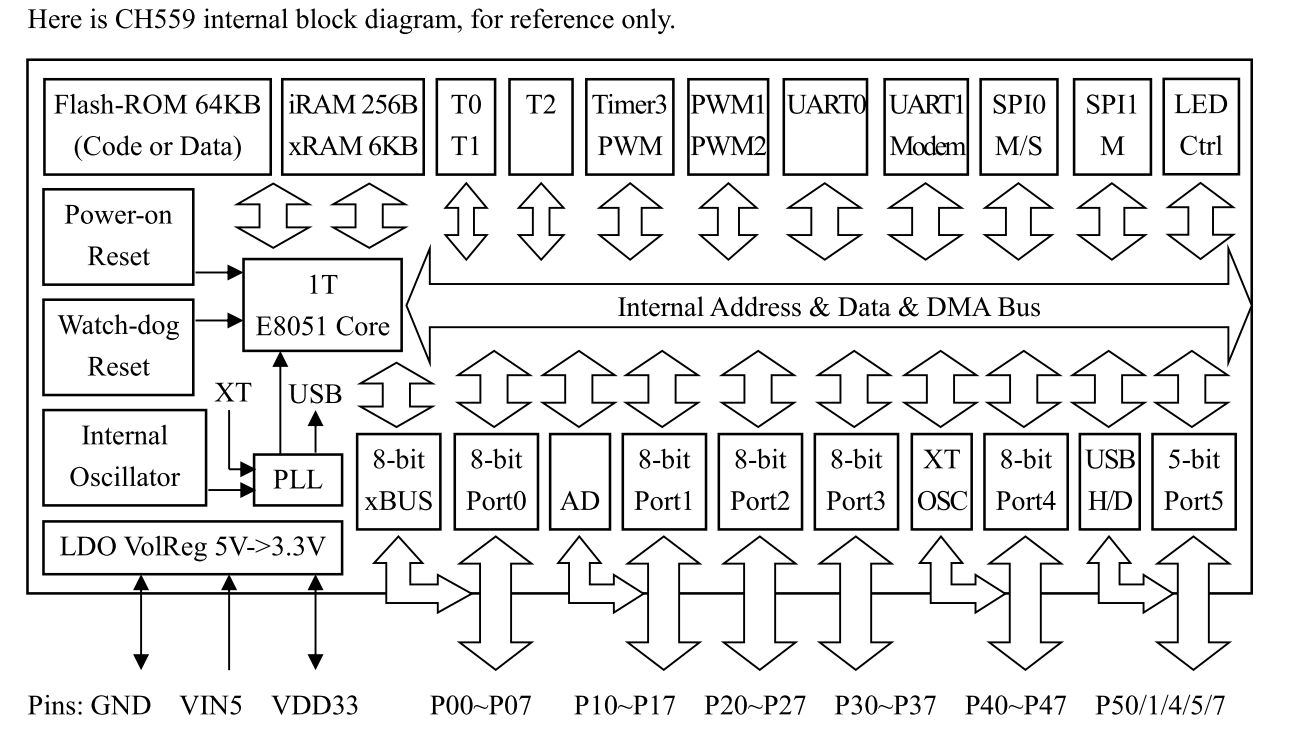 Here is CH559 internal block diagram, for reference only.
Flash-ROM 64KB
(Code or Data)
iRAM 256B
xRAM 6KB
T0
T1
T2
Timer3
PWM
PWM1
PWM2
UART0
UART1
Modem
SPI0
M/S
SPI1
M
LED
Ctrl
Power-on
Reset
1T
E8051 Core
Internal Address & Data & DMA Bus
Watch-dog
Reset
XT
USB
Internal
Oscillator
PLL
8-bit
xBUS
8-bit
Port0
AD
8-bit
Port1
8-bit
Port2
8-bit
Port3
XT
OSC
8-bit
Port4
USB
H/D
5-bit
Port5
LDO VolReg 5V->3.3V
Pins: GND VIN5 VDD33 P00~P07 P10~P17 P20~P27 P30~P37 P40~P47 P50/1/4/5/7